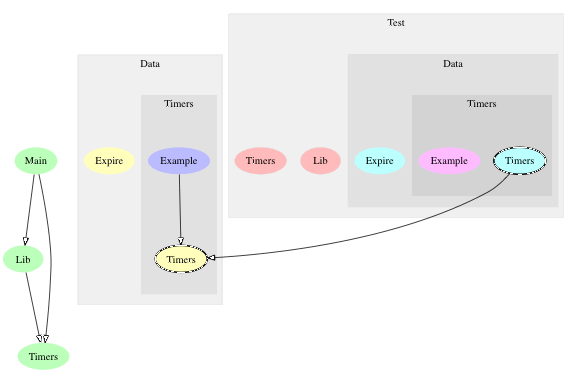 Test
Data
Data
Timers
Timers
Main
Expire
Example
Timers
Lib
Expire
Example
Timers
Lib
Timers
Timers